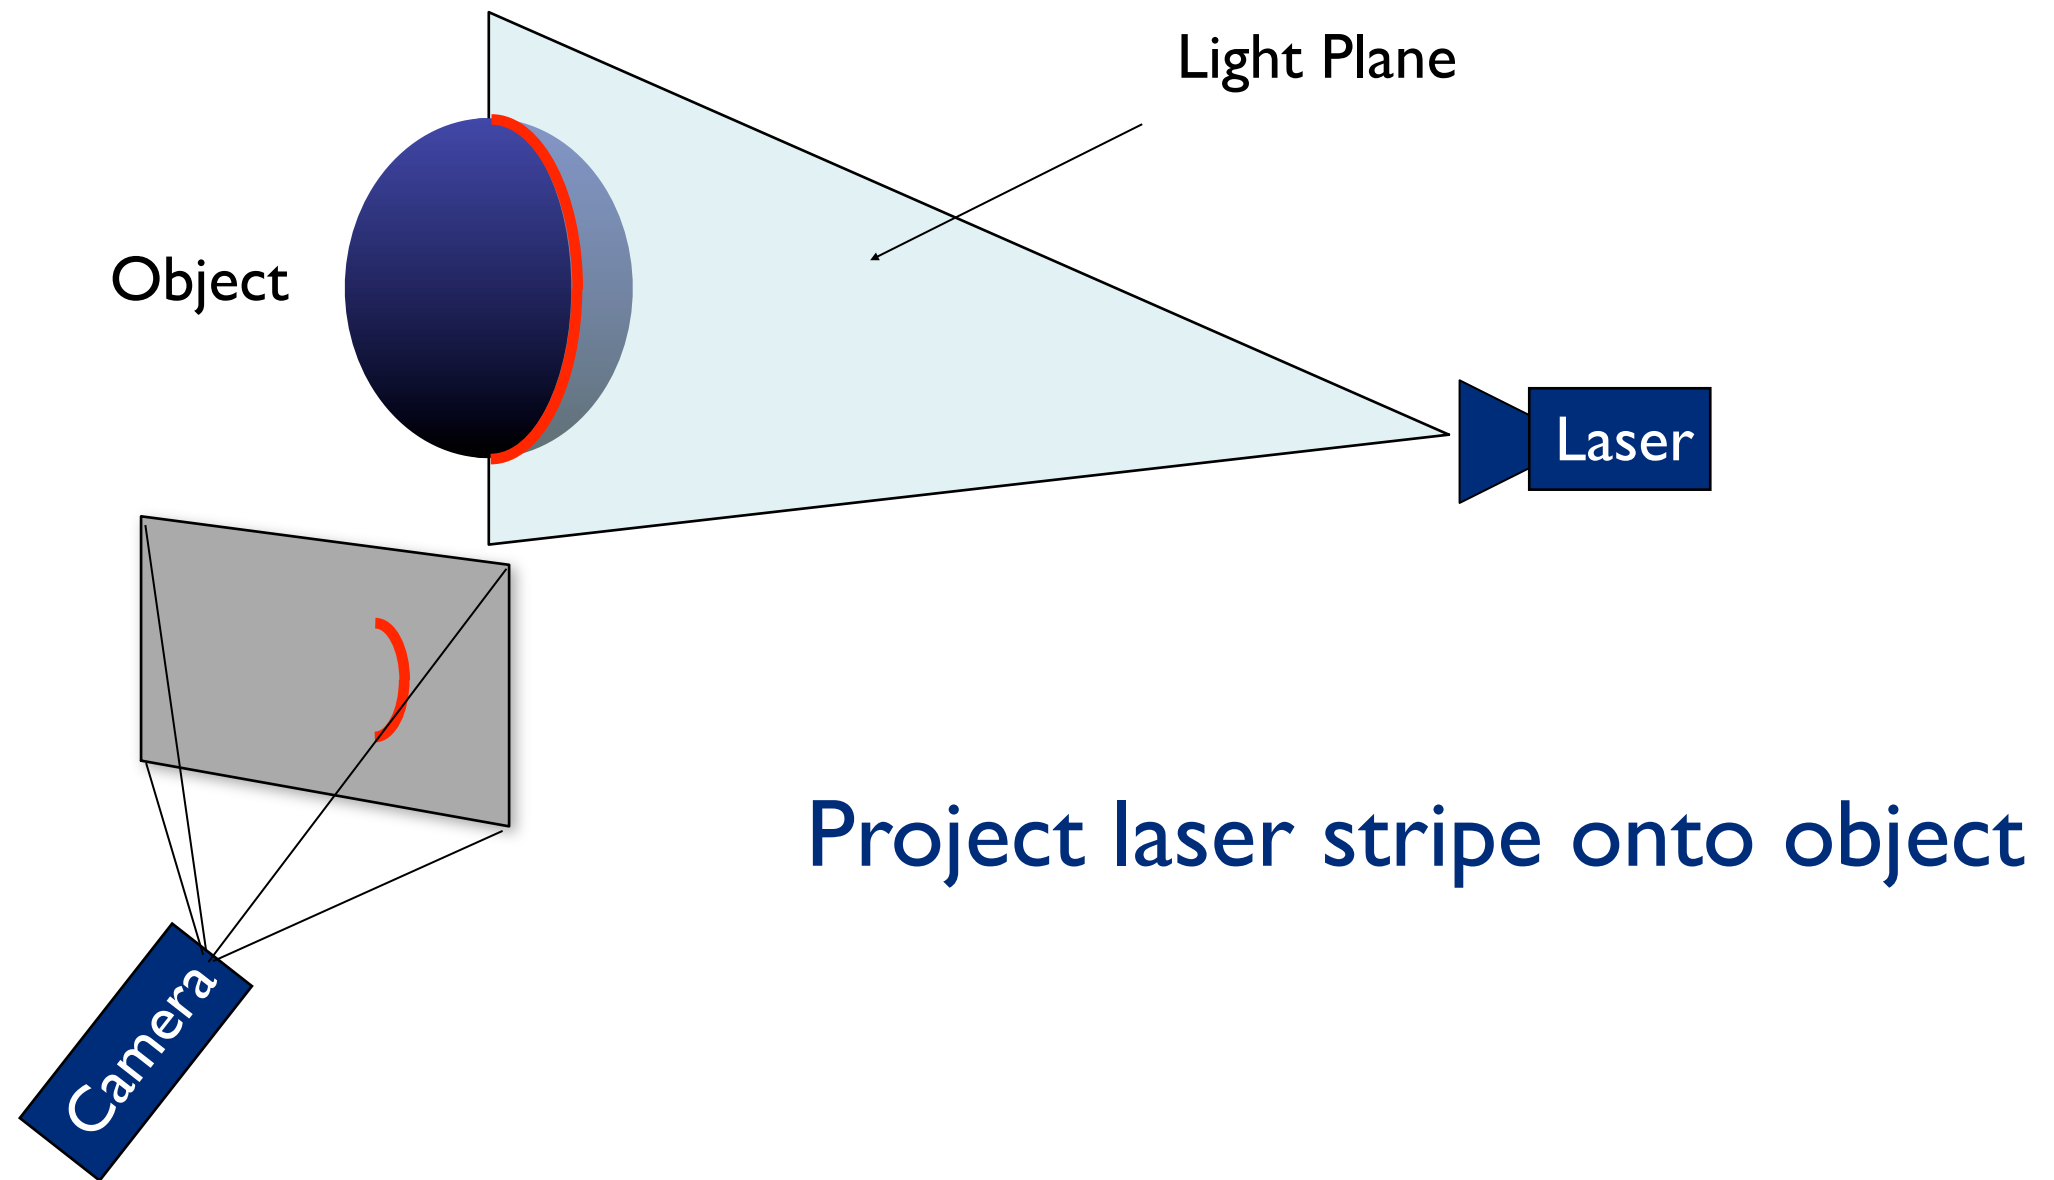 Light Plane
Object
Laser
Project laser stripe onto object
Camera